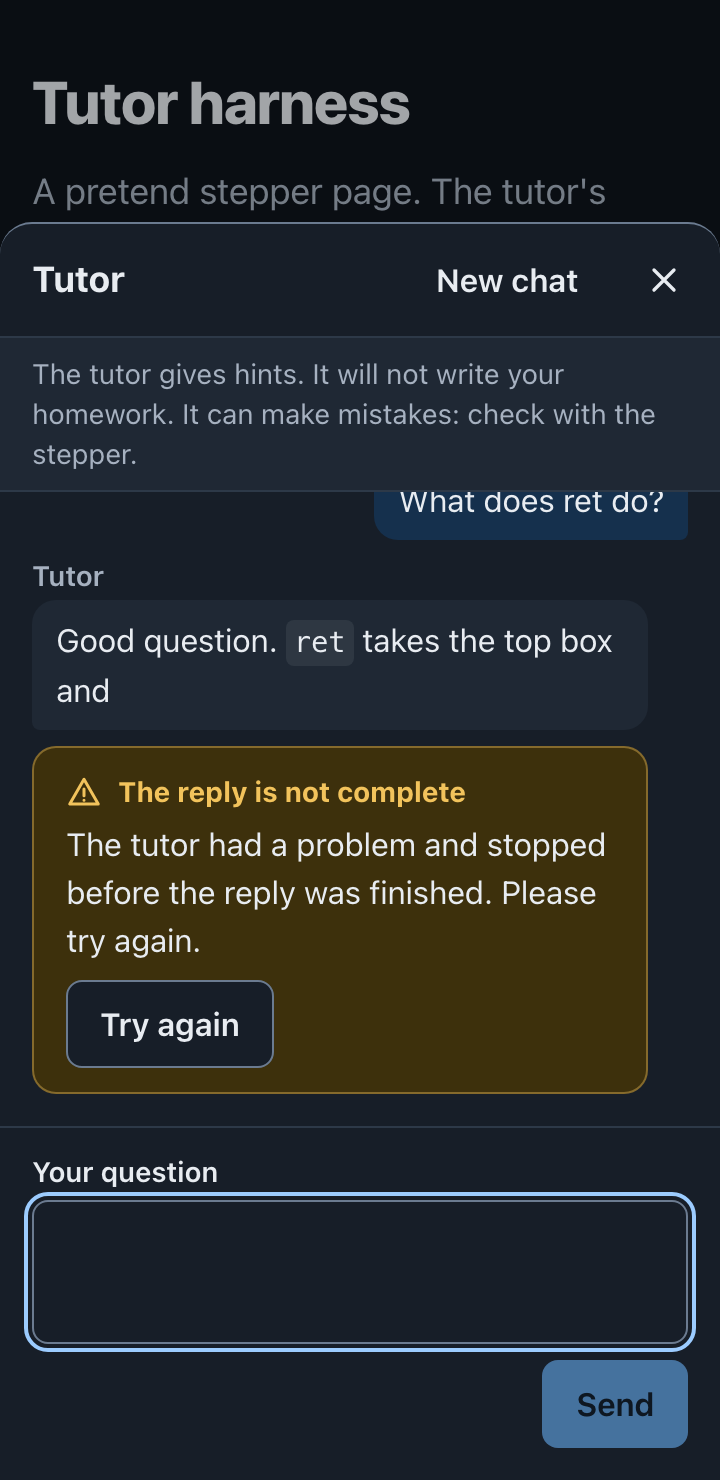 Tutor harness
A pretend stepper page. The tutor's
Tutor
New chat
The tutor gives hints. It will not write your
homework. It can make mistakes: check with the
stepper.
What does ret do?
Tutor
Good question. ret takes the top box
and
The reply is not complete
The tutor had a problem and stopped
before the reply was finished. Please
try again.
Try again
Your question
Send